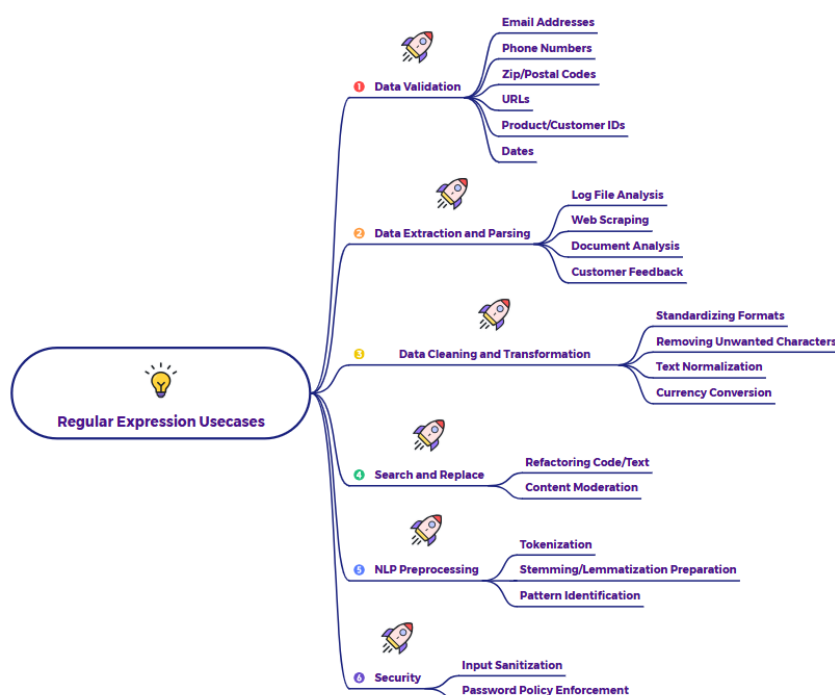 Regular Expression Usecases
1 Data Validation
Email Addresses
Phone Numbers
Zip/Postal Codes
URLs
Product/Customer IDs
Dates
2 Data Extraction and Parsing
Log File Analysis
Web Scraping
Document Analysis
Customer Feedback
3 Data Cleaning and Transformation
Standardizing Formats
Removing Unwanted Characters
Text Normalization
Currency Conversion
4 Search and Replace
Refactoring Code/Text
Content Moderation
5 NLP Preprocessing
Tokenization
Stemming/Lemmatization Preparation
Pattern Identification
6 Security
Input Sanitization
Password Policy Enforcement